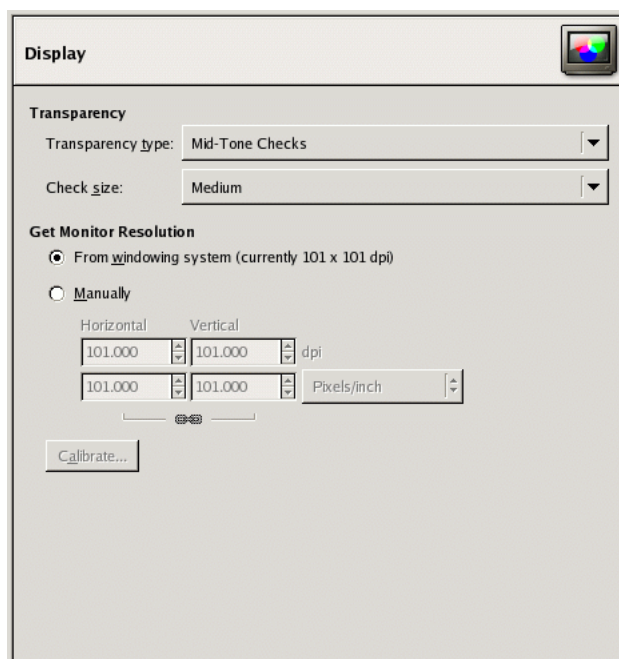 Display
Transparency
Transparency type: Mid-Tone Checks
Check size: Medium
Get Monitor Resolution
From windowing system (currently 101 x 101 dpi)
Manually
Horizontal Vertical
101.000 101.000 dpi
101.000 101.000 Pixels/inch
Calibrate...